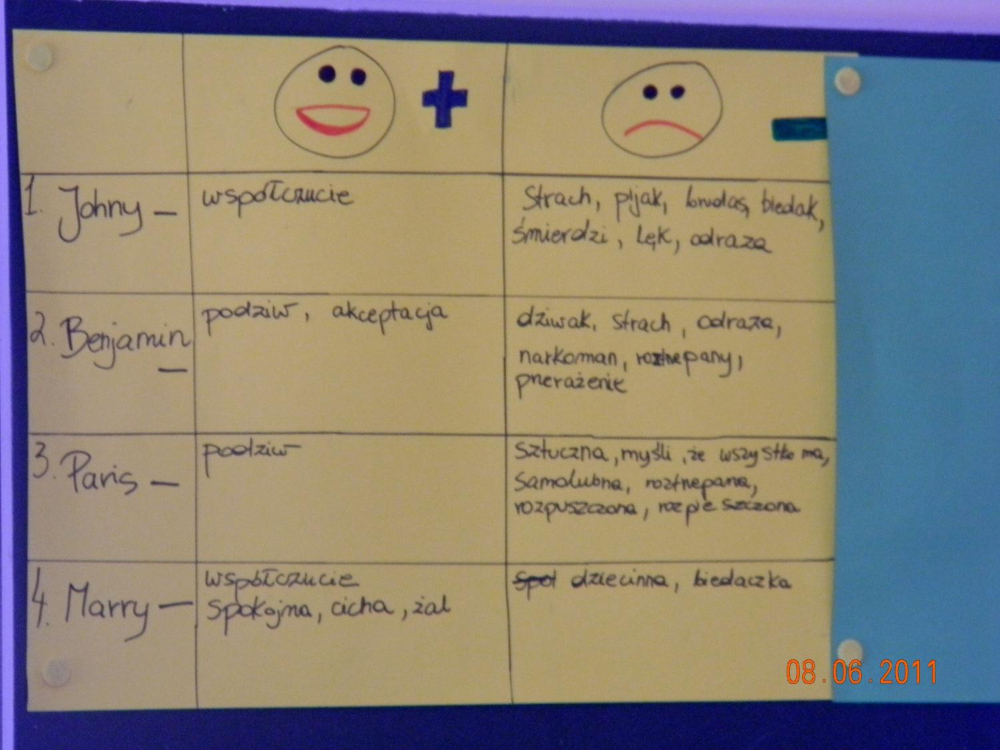 + -
1. Johny - współczucie
Strach, pijak, brudas, biedak,
śmierdzi, lęk, odraza
2. Benjamin - podziw, akceptacja
dziwak, strach, odraza,
narkoman, roztrzepany,
przerażenie
3. Paris - podziw
Sztuczna, myśli, że wszystko ma,
Samolubna, roztrzepana,
rozpuszczona, rozpieszczona
4. Marry - współczucie
Spokojna, cicha, żal
Społ dziecinna, biedaczka
08.06.2011